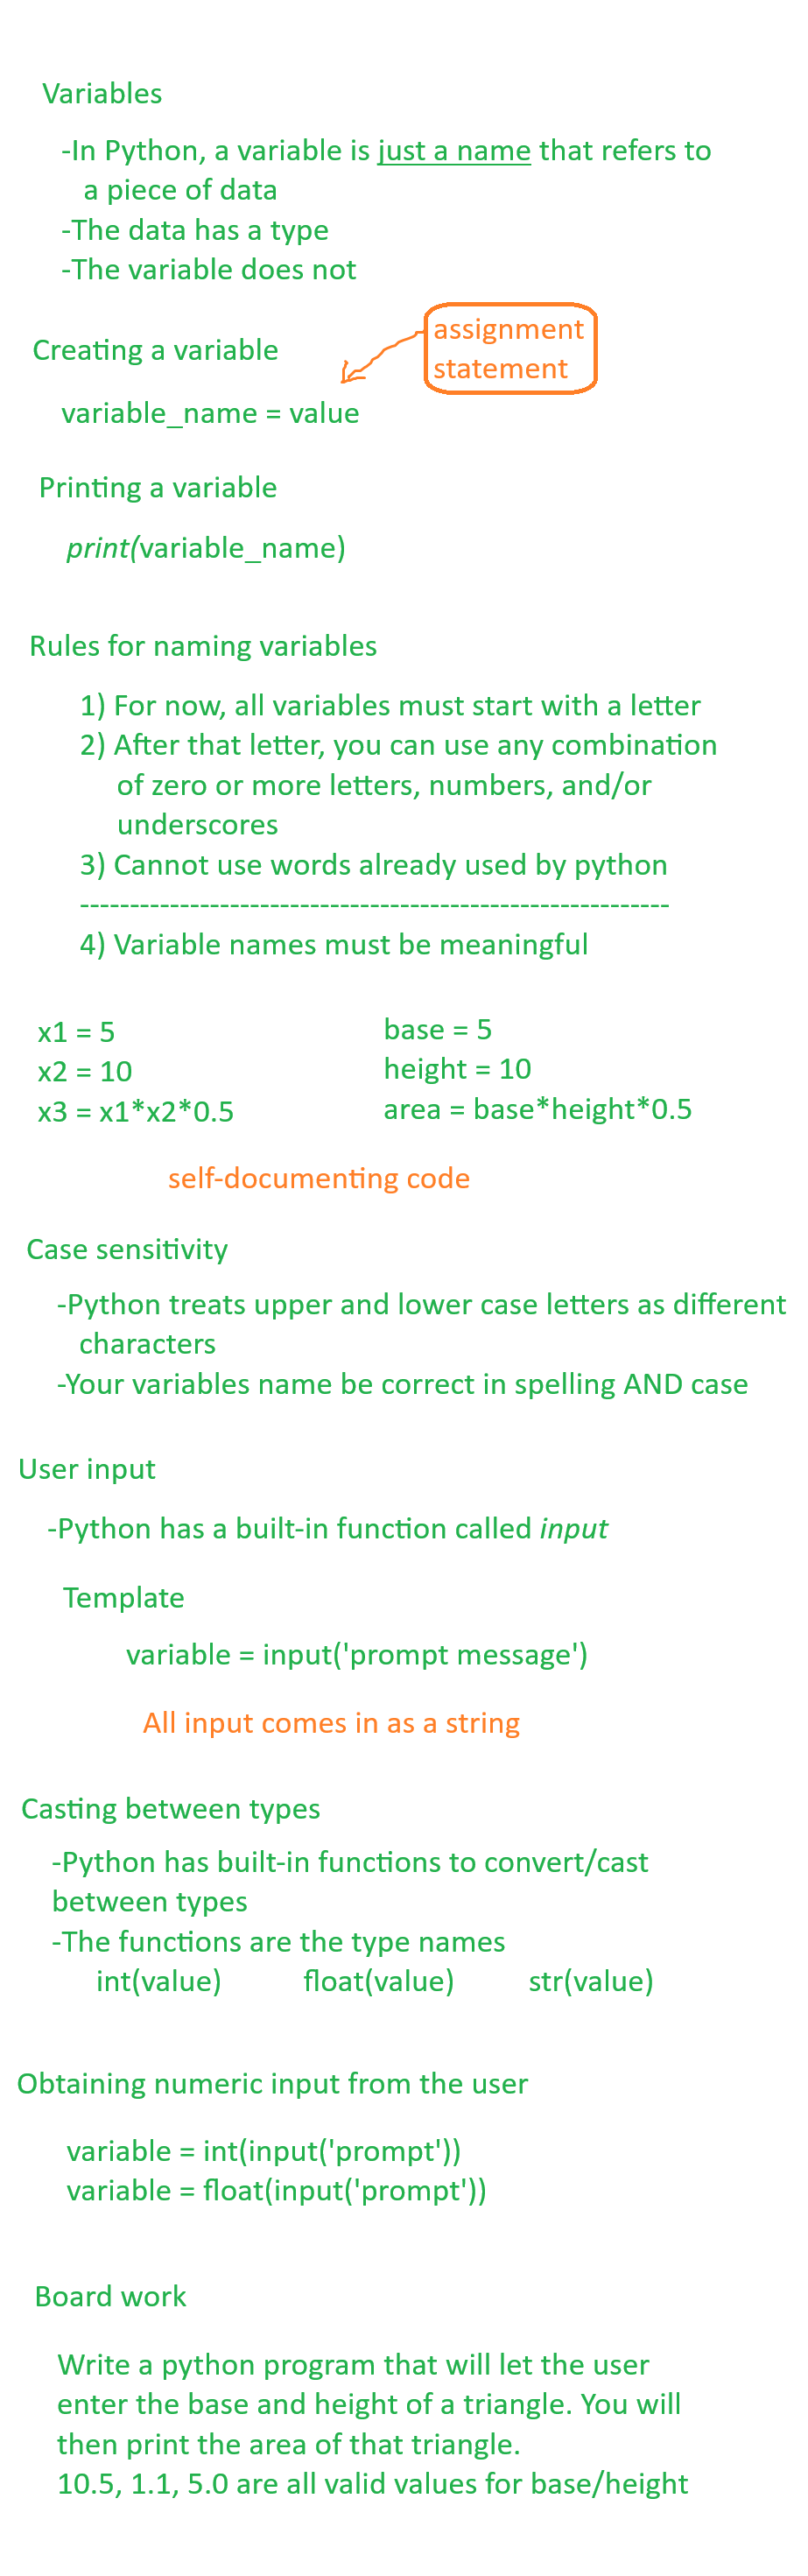 Variables
-In Python, a variable is just a name that refers to
a piece of data
-The data has a type
-The variable does not
assignment
statement
Creating a variable
variable_name = value
Printing a variable
print(variable_name)
Rules for naming variables
1) For now, all variables must start with a letter
2) After that letter, you can use any combination
of zero or more letters, numbers, and/or
underscores
3) Cannot use words already used by python
-----------------------------------------------------------
4) Variable names must be meaningful
x1 = 5
x2 = 10
x3 = x1*x2*0.5
base = 5
height = 10
area = base*height*0.5
self-documenting code
Case sensitivity
-Python treats upper and lower case letters as different
characters
-Your variables name be correct in spelling AND case
User input
-Python has a built-in function called input
Template
variable = input('prompt message')
All input comes in as a string
Casting between types
-Python has built-in functions to convert/cast
between types
-The functions are the type names
int(value) float(value) str(value)
Obtaining numeric input from the user
variable = int(input('prompt'))
variable = float(input('prompt'))
Board work
Write a python program that will let the user
enter the base and height of a triangle. You will
then print the area of that triangle.
10.5, 1.1, 5.0 are all valid values for base/height